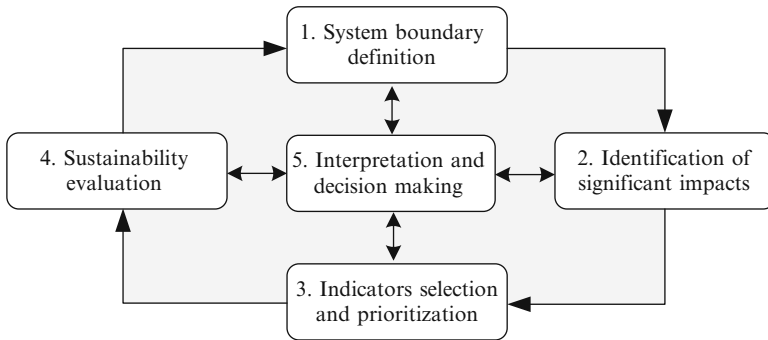 1. System boundary
definition
4. Sustainability
evaluation
5. Interpretation and
decision making
2. Identification of
significant impacts
3. Indicators selection
and prioritization